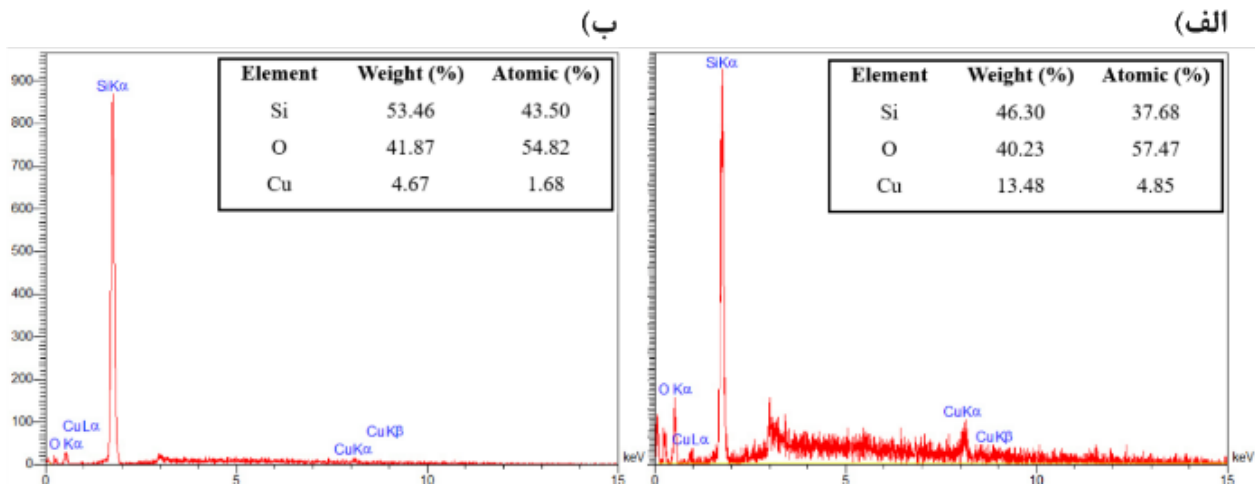 الف)
SiKα
Element Weight (%) Atomic (%)
Si 46.30 37.68
O 40.23 57.47
Cu 13.48 4.85
O Kα
CuLα
CuKα
CuKβ
0 5 10 15
keV
ب)
900
800
700
600
500
400
300
200
100
0
SiKα
Element Weight (%) Atomic (%)
Si 53.46 43.50
O 41.87 54.82
Cu 4.67 1.68
CuLα
O Kα
CuKβ
CuKα
0 5 10 15
keV